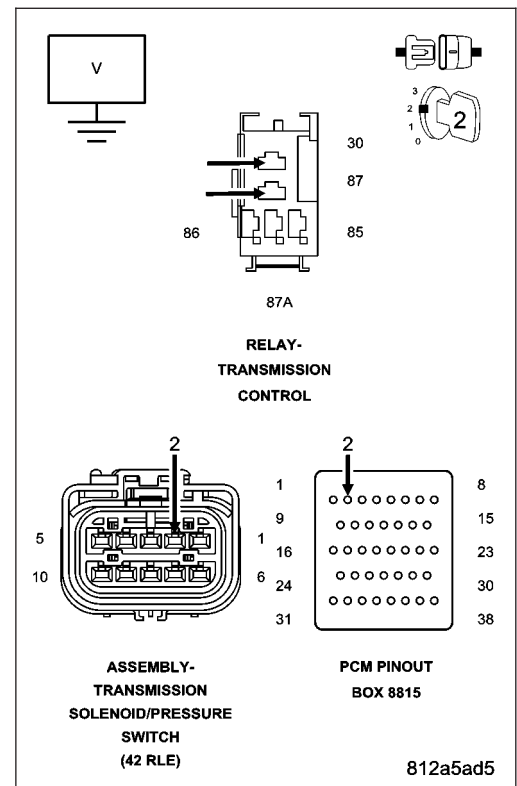 V
3
2
1
0
2
30
87
86
85
87A
RELAY-
TRANSMISSION
CONTROL
2
5
1
10
6
2
1
8
9
15
16
23
24
30
31
38
ASSEMBLY-
TRANSMISSION
SOLENOID/PRESSURE
SWITCH
(42 RLE)
PCM PINOUT
BOX 8815
812a5ad5